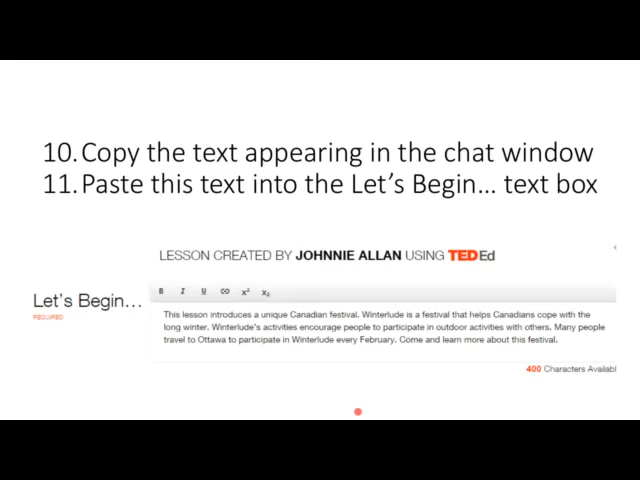 10. Copy the text appearing in the chat window
11. Paste this text into the Let's Begin... text box
LESSON CREATED BY JOHNNIE ALLAN USING TED Ed
B I U x² x₂
Let's Begin...
REQUIRED
This lesson introduces a unique Canadian festival. Winterlude is a festival that helps Canadians cope with the
long winter. Winterlude's activities encourage people to participate in outdoor activities with others. Many people
travel to Ottawa to participate in Winterlude every February. Come and learn more about this festival.
400 Characters Availabl